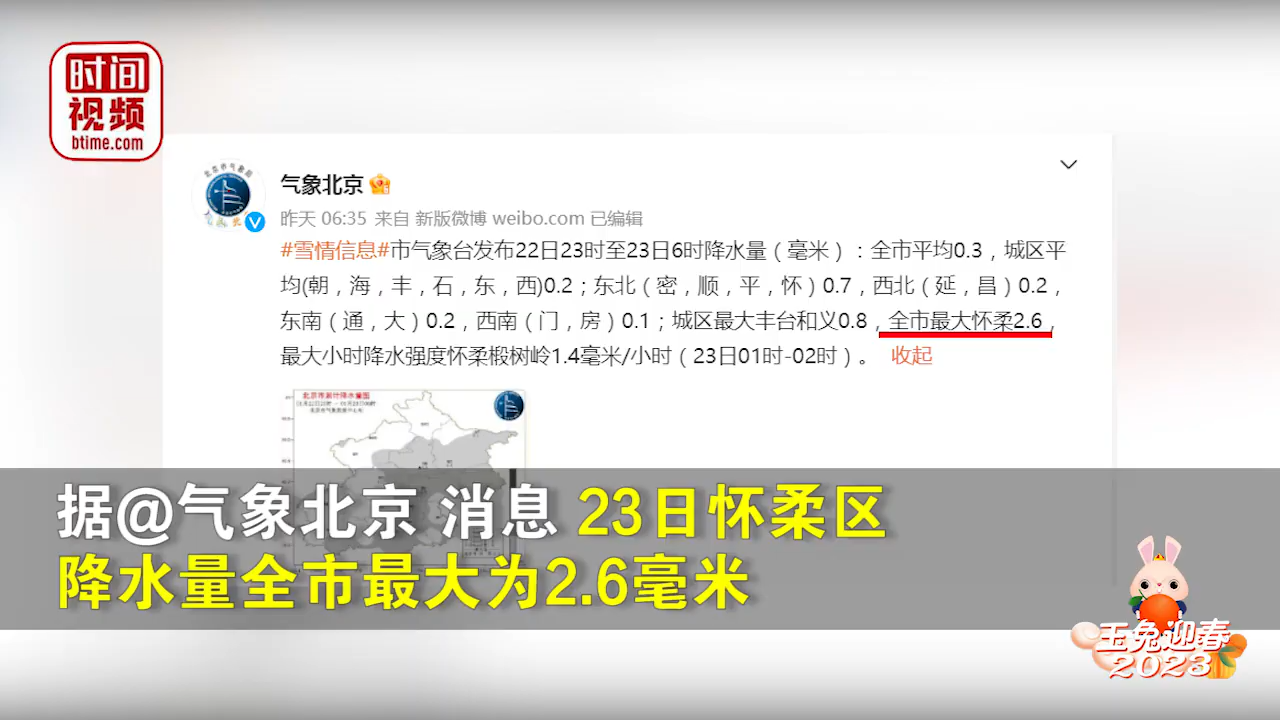 时间
视频
btime.com
气象北京
昨天 06:35 来自 新版微博 weibo.com 已编辑
#雪情信息#市气象台发布22日23时至23日6时降水量（毫米）：全市平均0.3，城区平
均(朝，海，丰，石，东，西)0.2；东北（密，顺，平，怀）0.7，西北（延，昌）0.2，
东南（通，大）0.2，西南（门，房）0.1；城区最大丰台和义0.8，全市最大怀柔2.6，
最大小时降水强度怀柔椴树岭1.4毫米/小时（23日01时-02时）。 收起
北京市累计降水量图
据@气象北京 消息 23日怀柔区
降水量全市最大为2.6毫米
玉兔迎春
2023